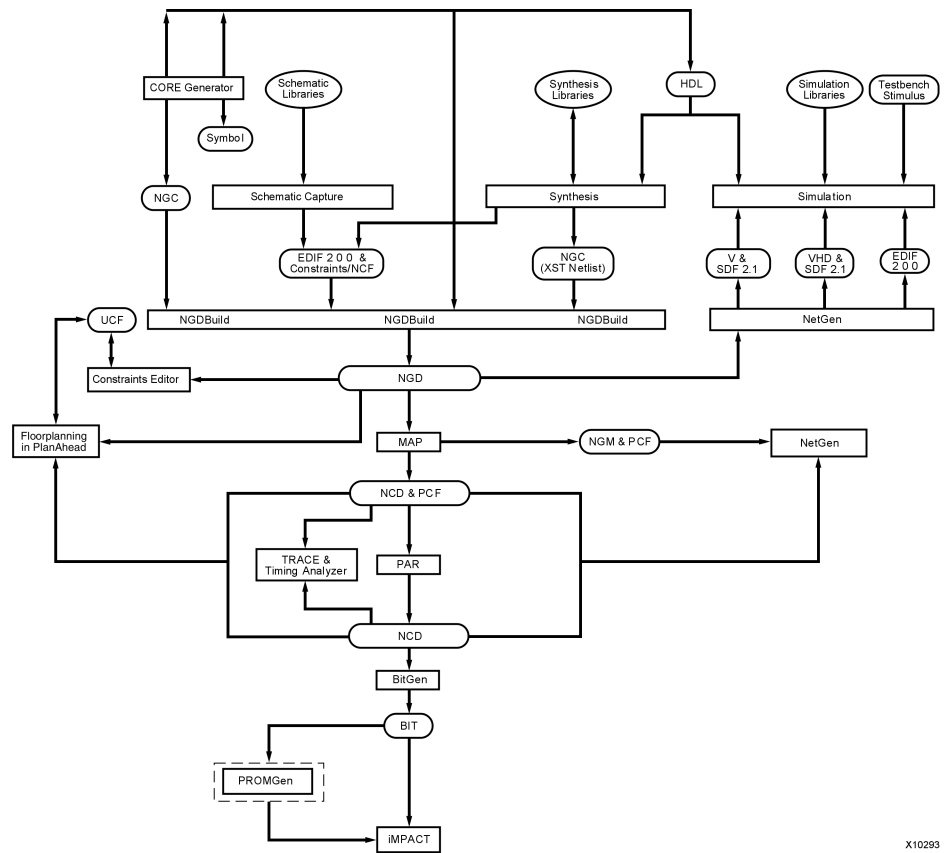 CORE Generator
Schematic
Libraries
Synthesis
Libraries
HDL
Simulation
Libraries
Testbench
Stimulus
Symbol
NGC
Schematic Capture
Synthesis
Simulation
EDIF 2 0 0 &
Constraints/NCF
NGC
(XST Netlist)
V &
SDF 2.1
VHD &
SDF 2.1
EDIF
2 0 0
UCF
NGDBuild
NGDBuild
NGDBuild
NetGen
Constraints Editor
NGD
Floorplanning
in PlanAhead
MAP
NGM & PCF
NetGen
NCD & PCF
TRACE &
Timing Analyzer
PAR
NCD
BitGen
BIT
PROMGen
iMPACT
X10293